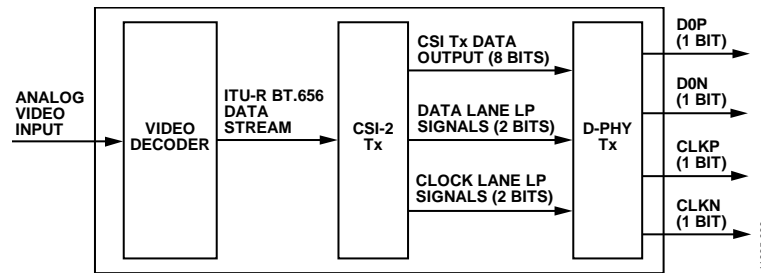 ANALOG
VIDEO
INPUT
VIDEO
DECODER
ITU-R BT.656
DATA
STREAM
CSI-2
Tx
CSI Tx DATA
OUTPUT (8 BITS)
DATA LANE LP
SIGNALS (2 BITS)
CLOCK LANE LP
SIGNALS (2 BITS)
D-PHY
Tx
D0P
(1 BIT)
D0N
(1 BIT)
CLKP
(1 BIT)
CLKN
(1 BIT)